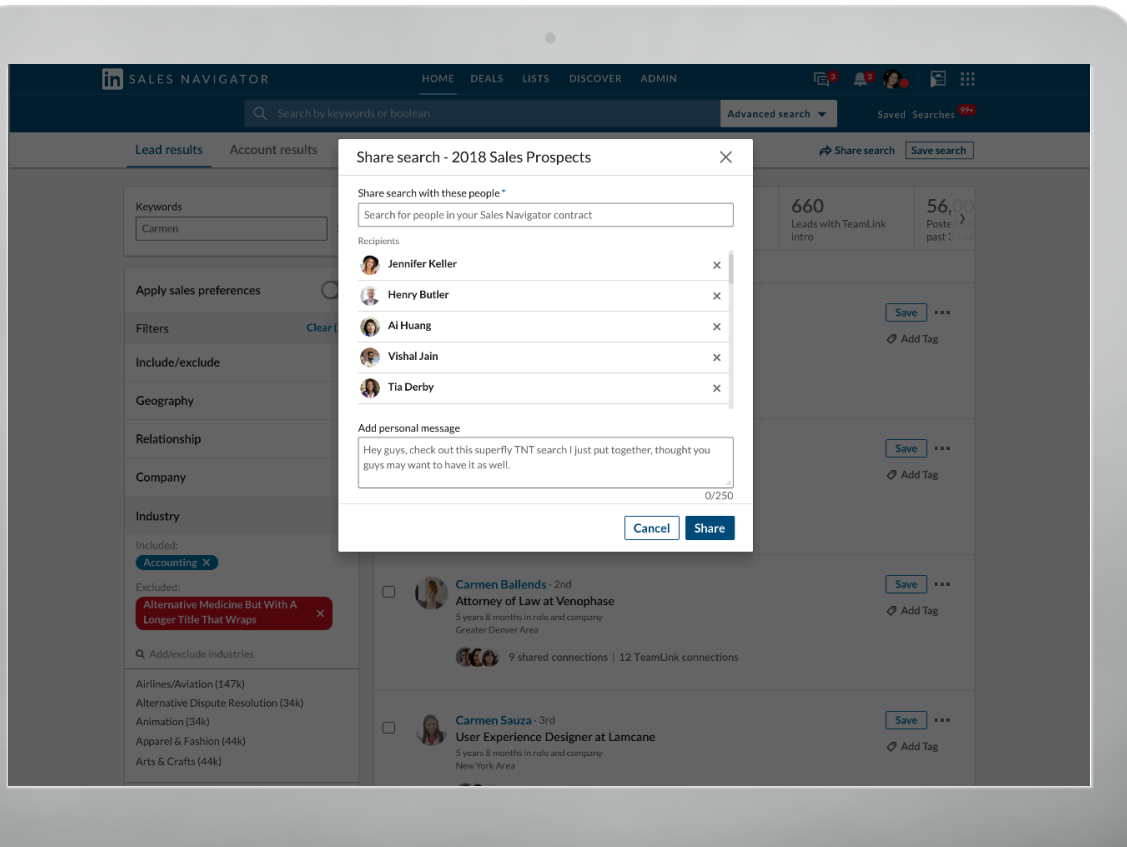 in SALES NAVIGATOR
HOME DEALS LISTS DISCOVER ADMIN
3 3
Search by keywords or boolean
Advanced search
Saved Searches 99+
Lead results Account results
Share search Save search
Share search - 2018 Sales Prospects
Share search with these people*
Search for people in your Sales Navigator contract
Recipients
Jennifer Keller
Henry Butler
Ai Huang
Vishal Jain
Tia Derby
Add personal message
Hey guys, check out this superfly TNT search I just put together, thought you
guys may want to have it as well.
0/250
Cancel Share
Keywords
Carmen
Apply sales preferences
Filters Clear (
Include/exclude
Geography
Relationship
Company
Industry
Included:
Accounting
Excluded:
Alternative Medicine But With A
Longer Title That Wraps
Add/exclude industries
Airlines/Aviation (147k)
Alternative Dispute Resolution (34k)
Animation (34k)
Apparel & Fashion (44k)
Arts & Crafts (44k)
660
Leads with TeamLink
intro
56,00
Poste
past 30
Save
Add Tag
Save
Add Tag
Carmen Ballends · 2nd
Attorney of Law at Venophase
5 years 8 months in role and company
Greater Denver Area
9 shared connections | 12 TeamLink connections
Save
Add Tag
Carmen Sauza · 3rd
User Experience Designer at Lamcane
5 years 8 months in role and company
New York Area
Save
Add Tag